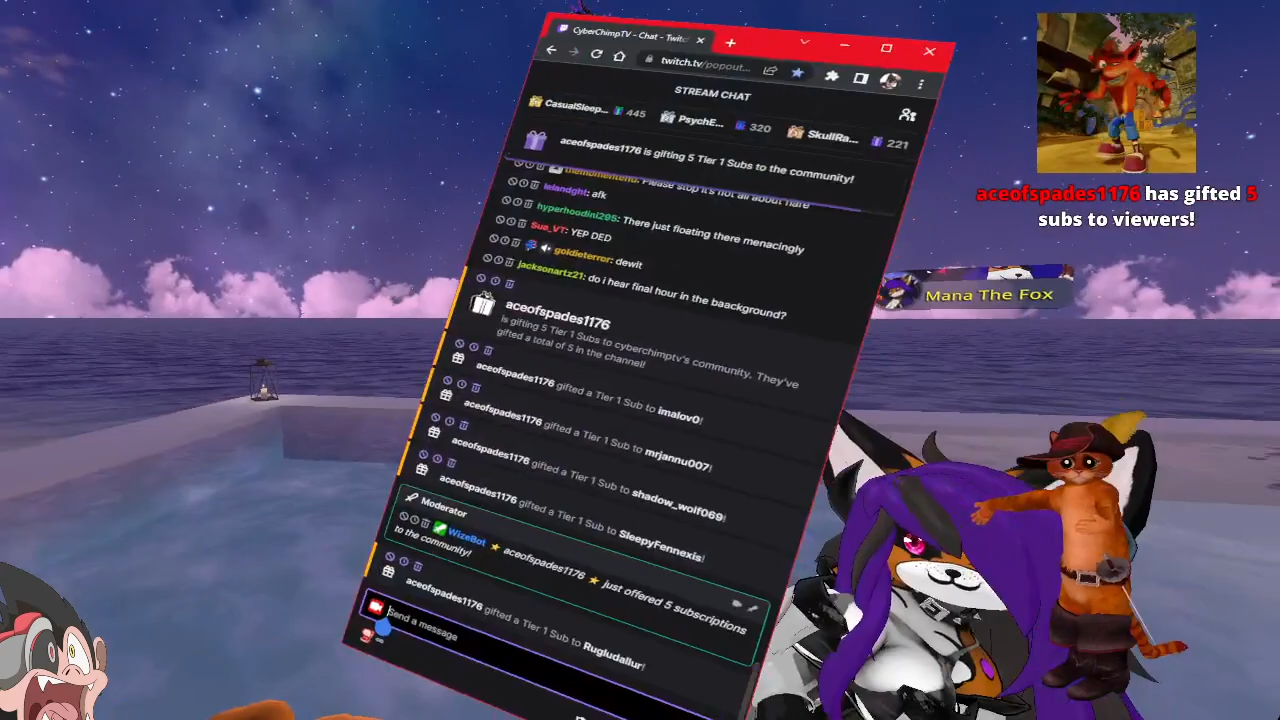 CyberChimpTV - Chat - Twitc
twitch.tv/popout...
STREAM CHAT
CasualSleep... 445 PsychE... 320 SkullRa... 221
aceofspades1176 is gifting 5 Tier 1 Subs to the community!
Please stop it's not all about hare
lelandght: afk
hyperhoodini295: There just floating there menacingly
Sua_VT: YEP DED
goldieterror: dewit
jacksonartz21: do i hear final hour in the baackground?
aceofspades1176
is gifting 5 Tier 1 Subs to cyberchimptv's community. They've
gifted a total of 5 in the channel!
aceofspades1176 gifted a Tier 1 Sub to imalov0!
aceofspades1176 gifted a Tier 1 Sub to mrjannu007!
aceofspades1176 gifted a Tier 1 Sub to shadow_wolf069!
aceofspades1176 gifted a Tier 1 Sub to SleepyFennexis!
Moderator
WizeBot aceofspades1176 just offered 5 subscriptions
to the community!
aceofspades1176 gifted a Tier 1 Sub to Rugludallur!
Send a message
aceofspades1176 has gifted 5
subs to viewers!
Mana The Fox